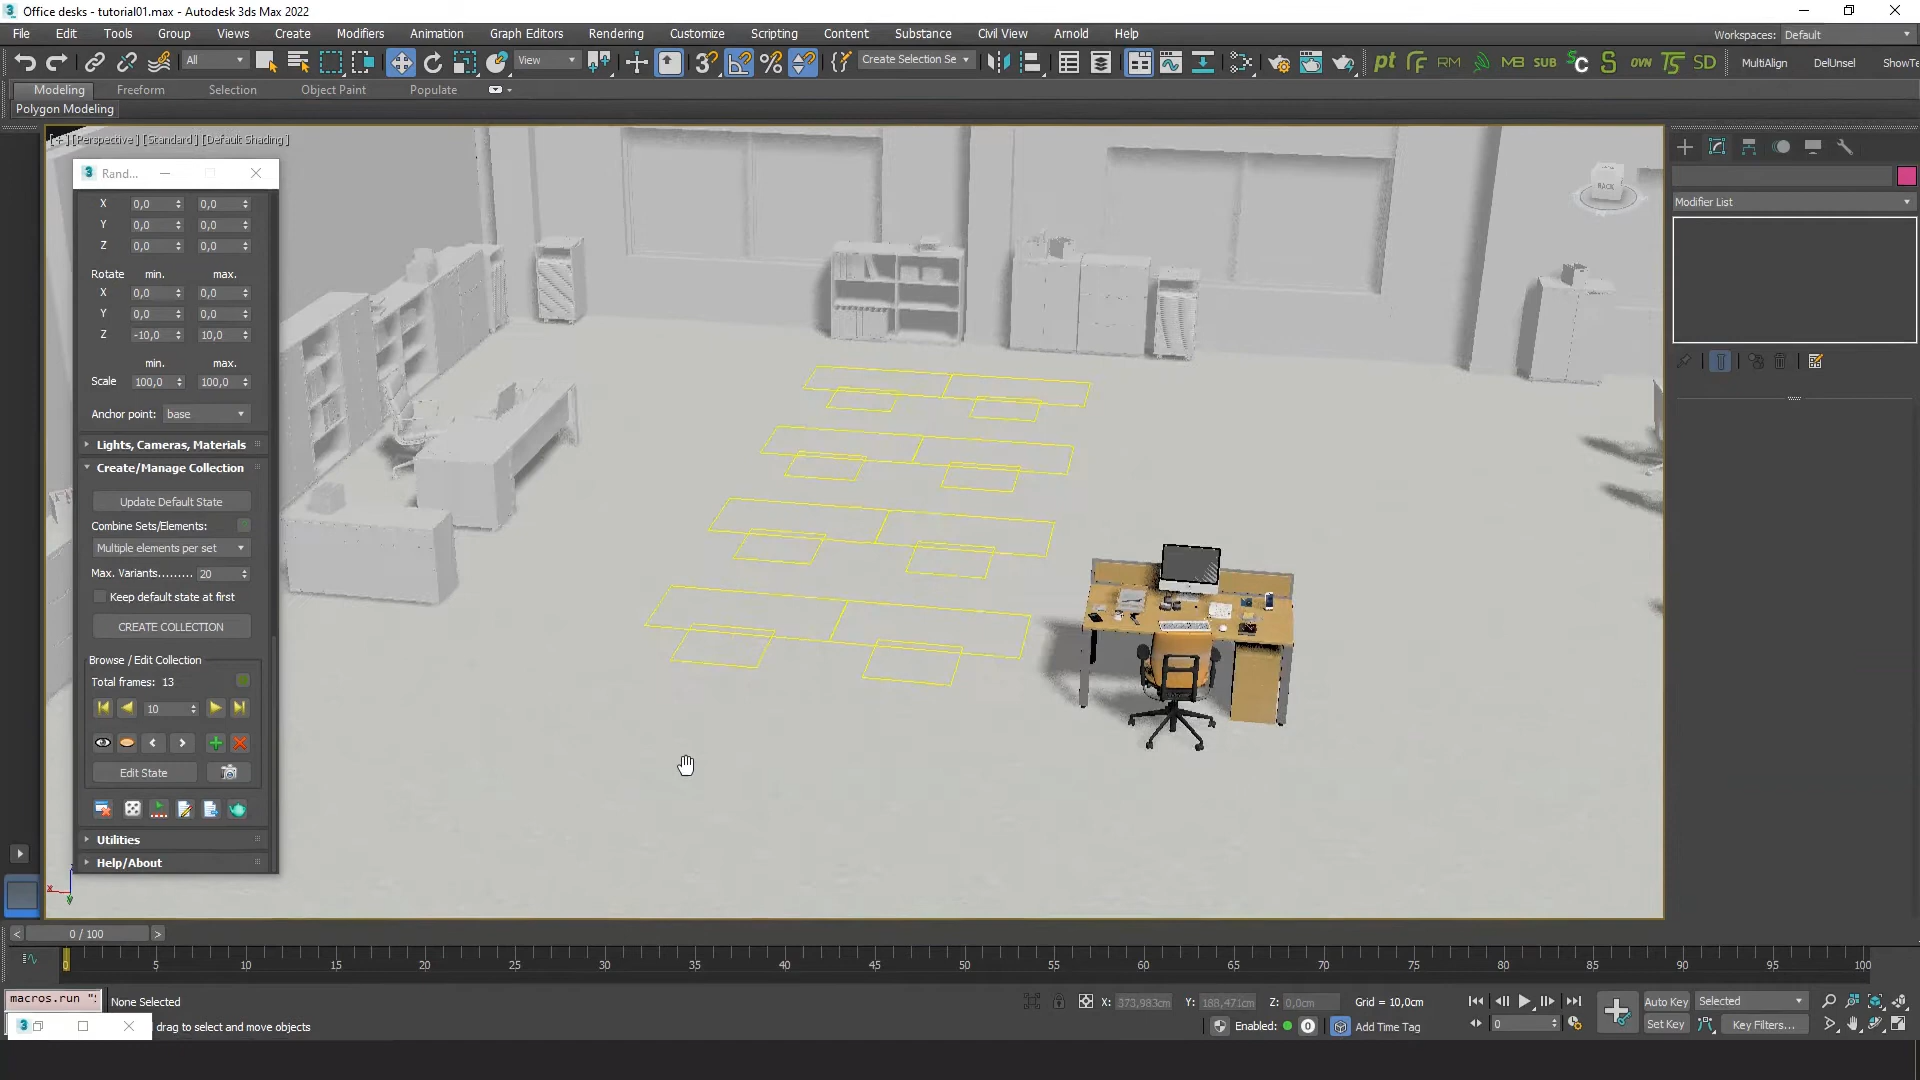 Office desks - tutorial01.max - Autodesk 3ds Max 2022
File Edit Tools Group Views Create Modifiers Animation Graph Editors Rendering Customize Scripting Content Substance Civil View Arnold Help
Workspaces: Default
All View Create Selection Se pt RM MB SUB OVN SD MultiAlign DelUnsel ShowTe
Modeling Freeform Selection Object Paint Populate
Polygon Modeling
[+] [Perspective] [Standard] [Default Shading]
Rand...
X 0,0 0,0
Y 0,0 0,0
Z 0,0 0,0
Rotate min. max.
X 0,0 0,0
Y 0,0 0,0
Z -10,0 10,0
min. max.
Scale 100,0 100,0
Anchor point: base
Lights, Cameras, Materials
Create/Manage Collection
Update Default State
Combine Sets/Elements:
Multiple elements per set
Max. Variants......... 20
Keep default state at first
CREATE COLLECTION
Browse / Edit Collection
Total frames: 13
10
Edit State
Utilities
Help/About
BACK
Modifier List
0 / 100
0 5 10 15 20 25 30 35 40 45 50 55 60 65 70 75 80 85 90 95 100
macros.run "S
None Selected
X: 373,983cm Y: 188,471cm Z: 0,0cm Grid = 10,0cm
Auto Key Selected
drag to select and move objects
Enabled: 0 Add Time Tag
0
Set Key Key Filters...